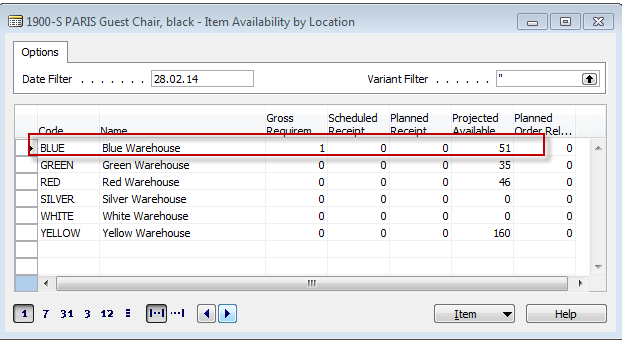 1900-S PARIS Guest Chair, black - Item Availability by Location
Options
Date Filter . . . . . . . 28.02.14 Variant Filter . . . . . . ''
Gross Scheduled Planned Projected Planned
Code Name Requirem... Receipt Receipt Available Order Rel...
BLUE Blue Warehouse 1 0 0 51 0
GREEN Green Warehouse 0 0 0 35 0
RED Red Warehouse 0 0 0 46 0
SILVER Silver Warehouse 0 0 0 0 0
WHITE White Warehouse 0 0 0 0 0
YELLOW Yellow Warehouse 0 0 0 160 0
1 7 31 3 12 Item Help